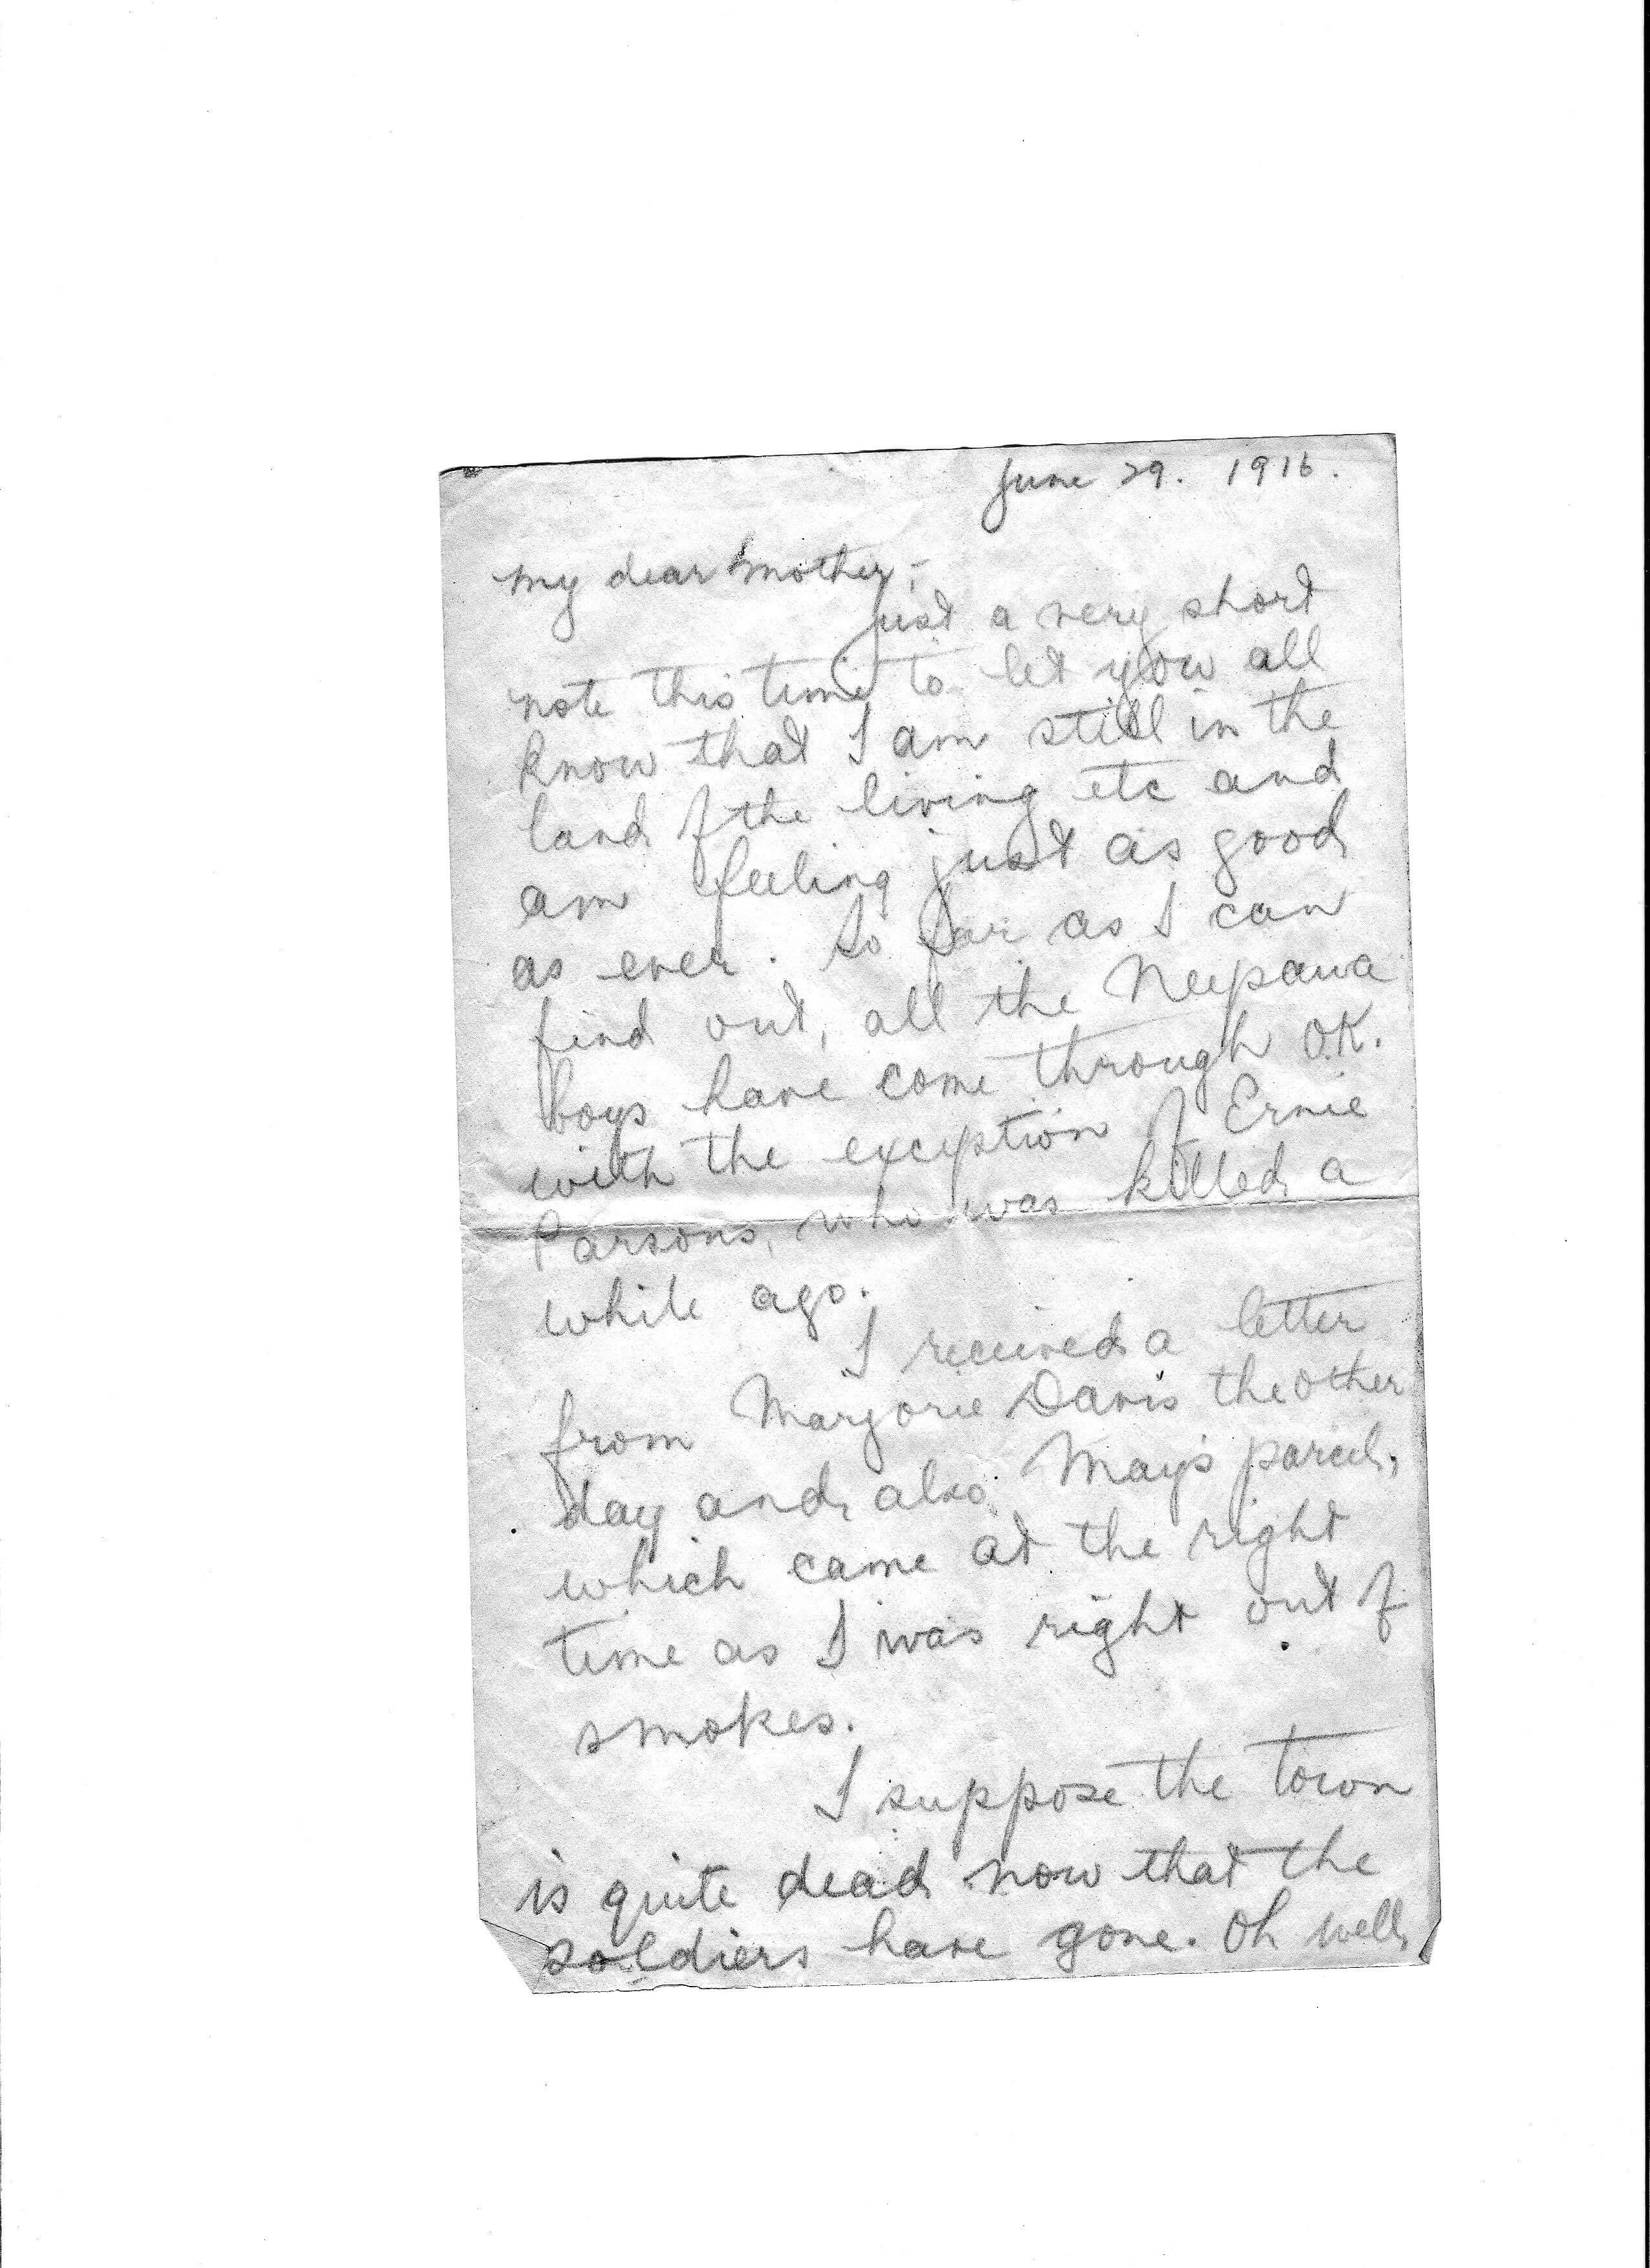 June 29. 1916.
My dear Mother;
Just a very short
note this time to let you all
know that I am still in the
land of the living etc and
am feeling just as good
as ever. So far as I can
find out, all the Neepawa
boys have come through O.K.
with the exception of Ernie
Parsons, who was killed a
while ago.
I received a letter
from Marjorie Davis the other
day and also May's parcel,
which came at the right
time as I was right out of
smokes.
I suppose the town
is quite dead now that the
soldiers have gone. Oh well